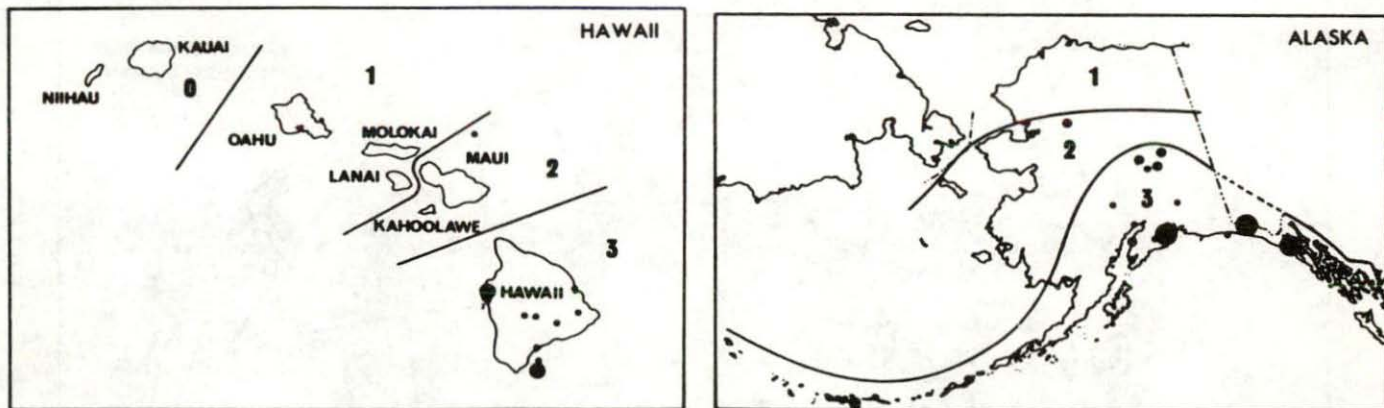 HAWAII
KAUAI
NIIHAU
0
1
OAHU
MOLOKAI
LANAI
MAUI
2
KAHOOLAWE
3
HAWAII
ALASKA
1
2
3